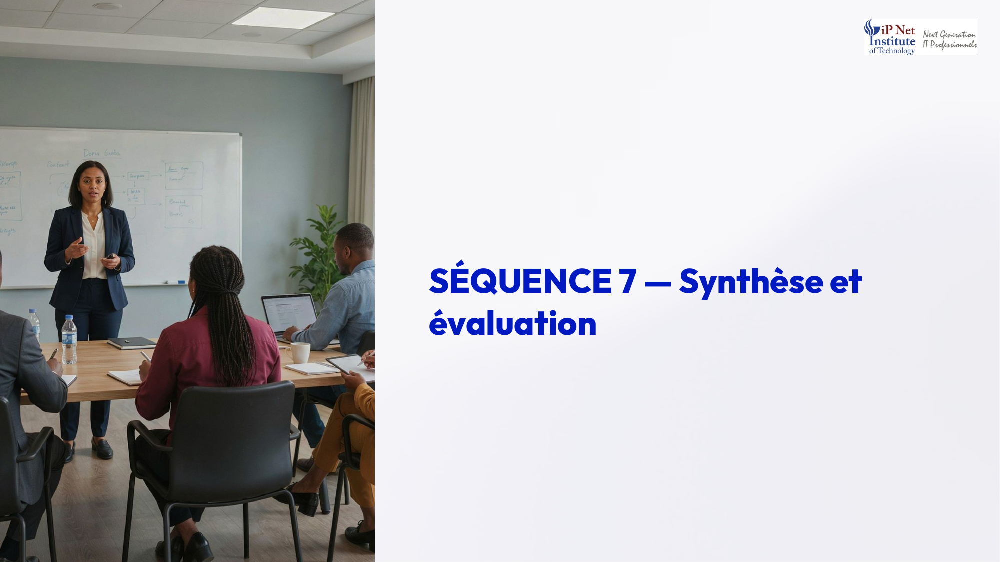 iP Net
Institute
of Technology
Next Generation
IT Professionnels
SÉQUENCE 7 — Synthèse et
évaluation